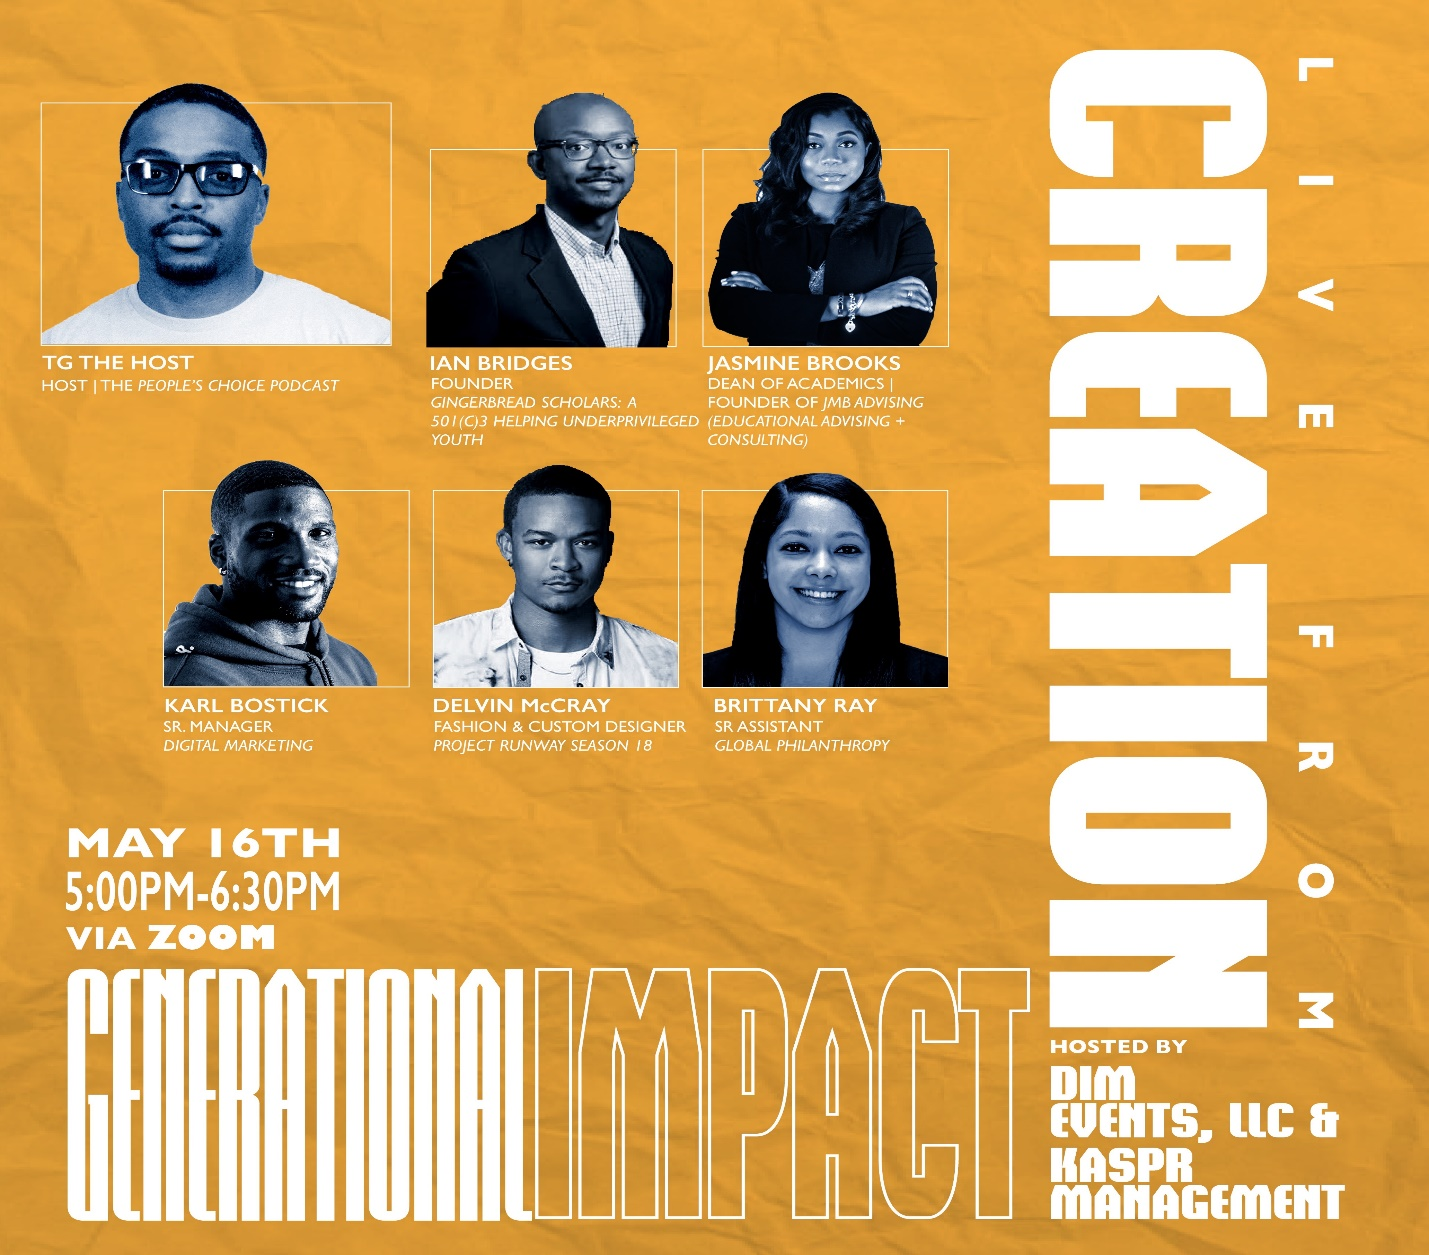 TG THE HOST
HOST | THE PEOPLE'S CHOICE PODCAST
IAN BRIDGES
FOUNDER
GINGERBREAD SCHOLARS: A
501(C)3 HELPING UNDERPRIVILEGED
YOUTH
JASMINE BROOKS
DEAN OF ACADEMICS |
FOUNDER OF JMB ADVISING
(EDUCATIONAL ADVISING +
CONSULTING)
KARL BOSTICK
SR. MANAGER
DIGITAL MARKETING
DELVIN McCRAY
FASHION & CUSTOM DESIGNER
PROJECT RUNWAY SEASON 18
BRITTANY RAY
SR ASSISTANT
GLOBAL PHILANTHROPY
LIVE FROM
CREATION
MAY 16TH
5:00PM-6:30PM
VIA ZOOM
GENERATIONAL IMPACT
HOSTED BY
DIM
EVENTS, LLC &
KASPR
MANAGEMENT